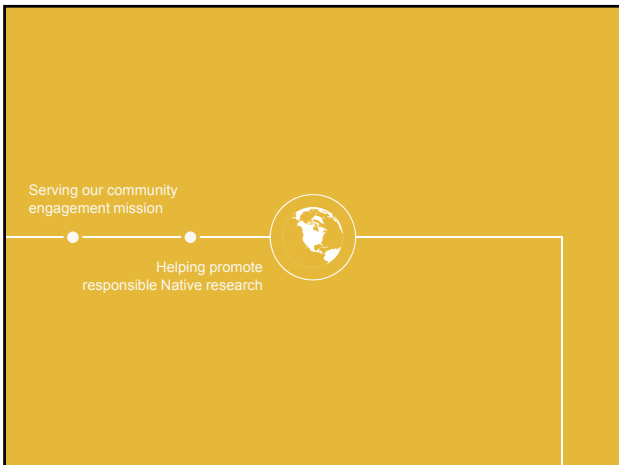 Serving our community
engagement mission
Helping promote
responsible Native research